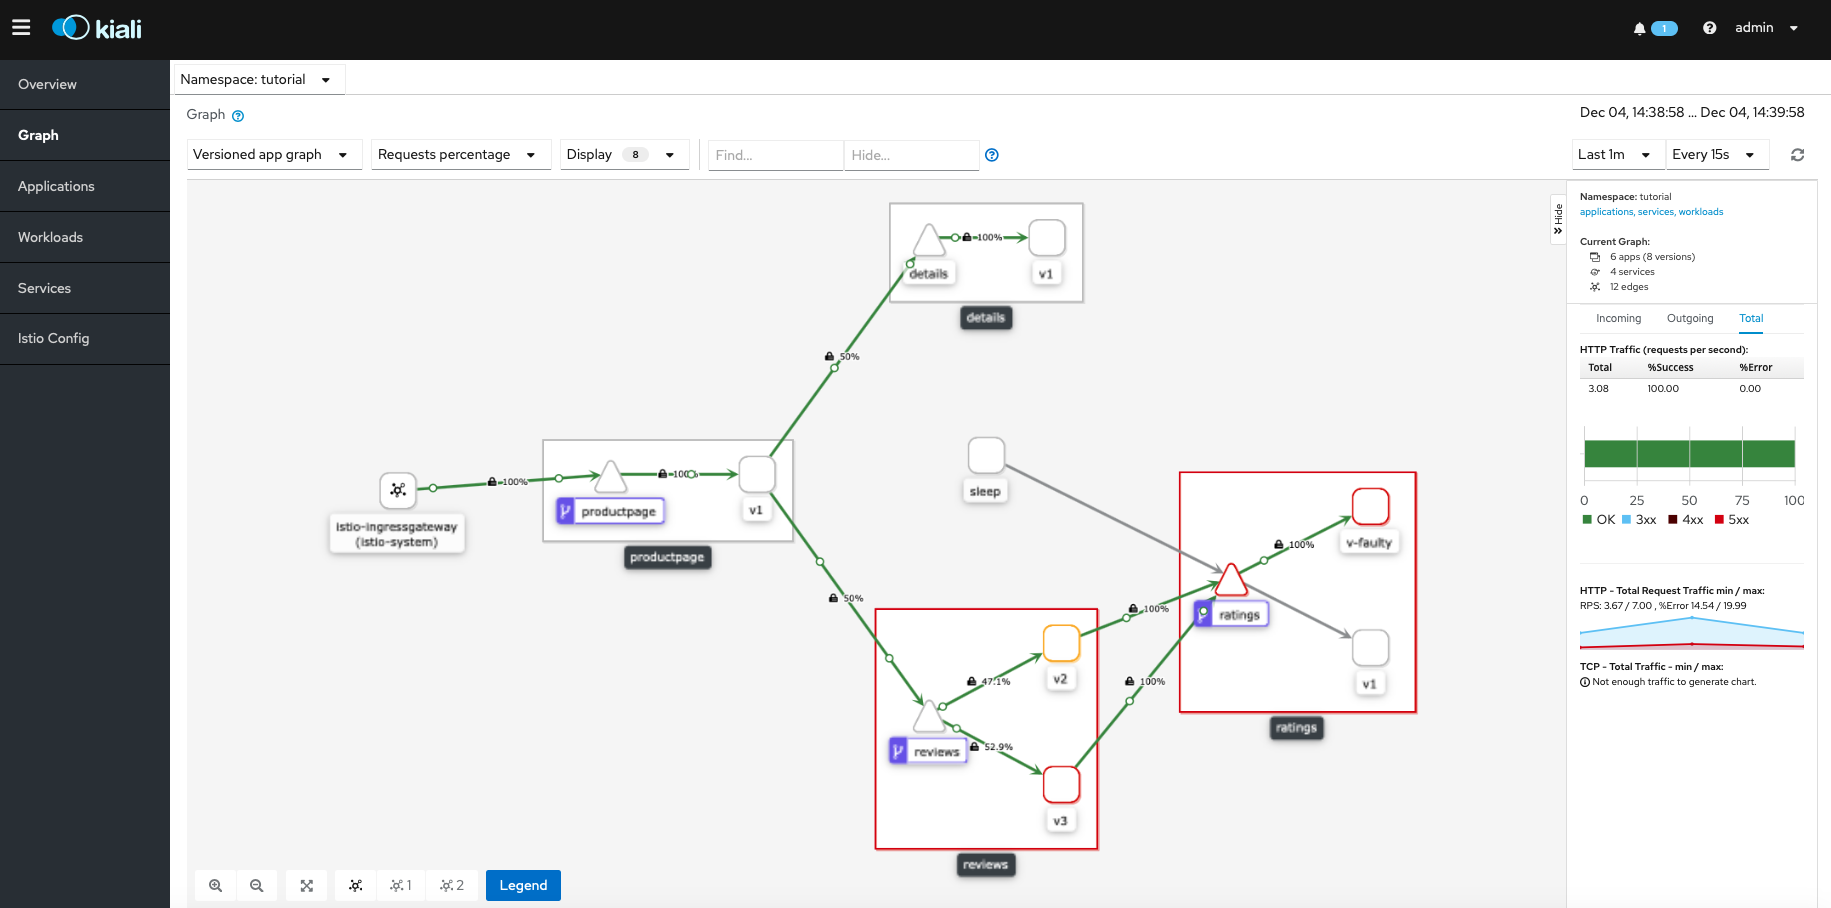 kiali
1
admin
Overview
Graph
Applications
Workloads
Services
Istio Config
Namespace: tutorial
Graph
Dec 04, 14:38:58 ... Dec 04, 14:39:58
Versioned app graph
Requests percentage
Display 8
Find...
Hide...
Last 1m
Every 15s
100%
details
v1
details
50%
100%
istio-ingressgateway
(istio-system)
100%
productpage
v1
productpage
sleep
50%
100%
v-faulty
100%
ratings
v1
ratings
47.1%
v2
100%
reviews
52.9%
v3
reviews
1
2
Legend
Hide
Namespace: tutorial
applications, services, workloads
Current Graph:
6 apps (8 versions)
4 services
12 edges
Incoming Outgoing Total
HTTP Traffic (requests per second):
Total %Success %Error
3.08 100.00 0.00
0 25 50 75 100
OK 3xx 4xx 5xx
HTTP - Total Request Traffic min / max:
RPS: 3.67 / 7.00 , %Error 14.54 / 19.99
TCP - Total Traffic - min / max:
Not enough traffic to generate chart.